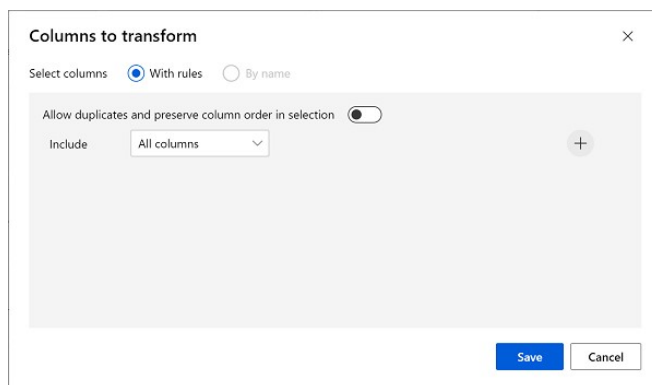 Columns to transform
Select columns With rules By name
Allow duplicates and preserve column order in selection
Include All columns
Save Cancel